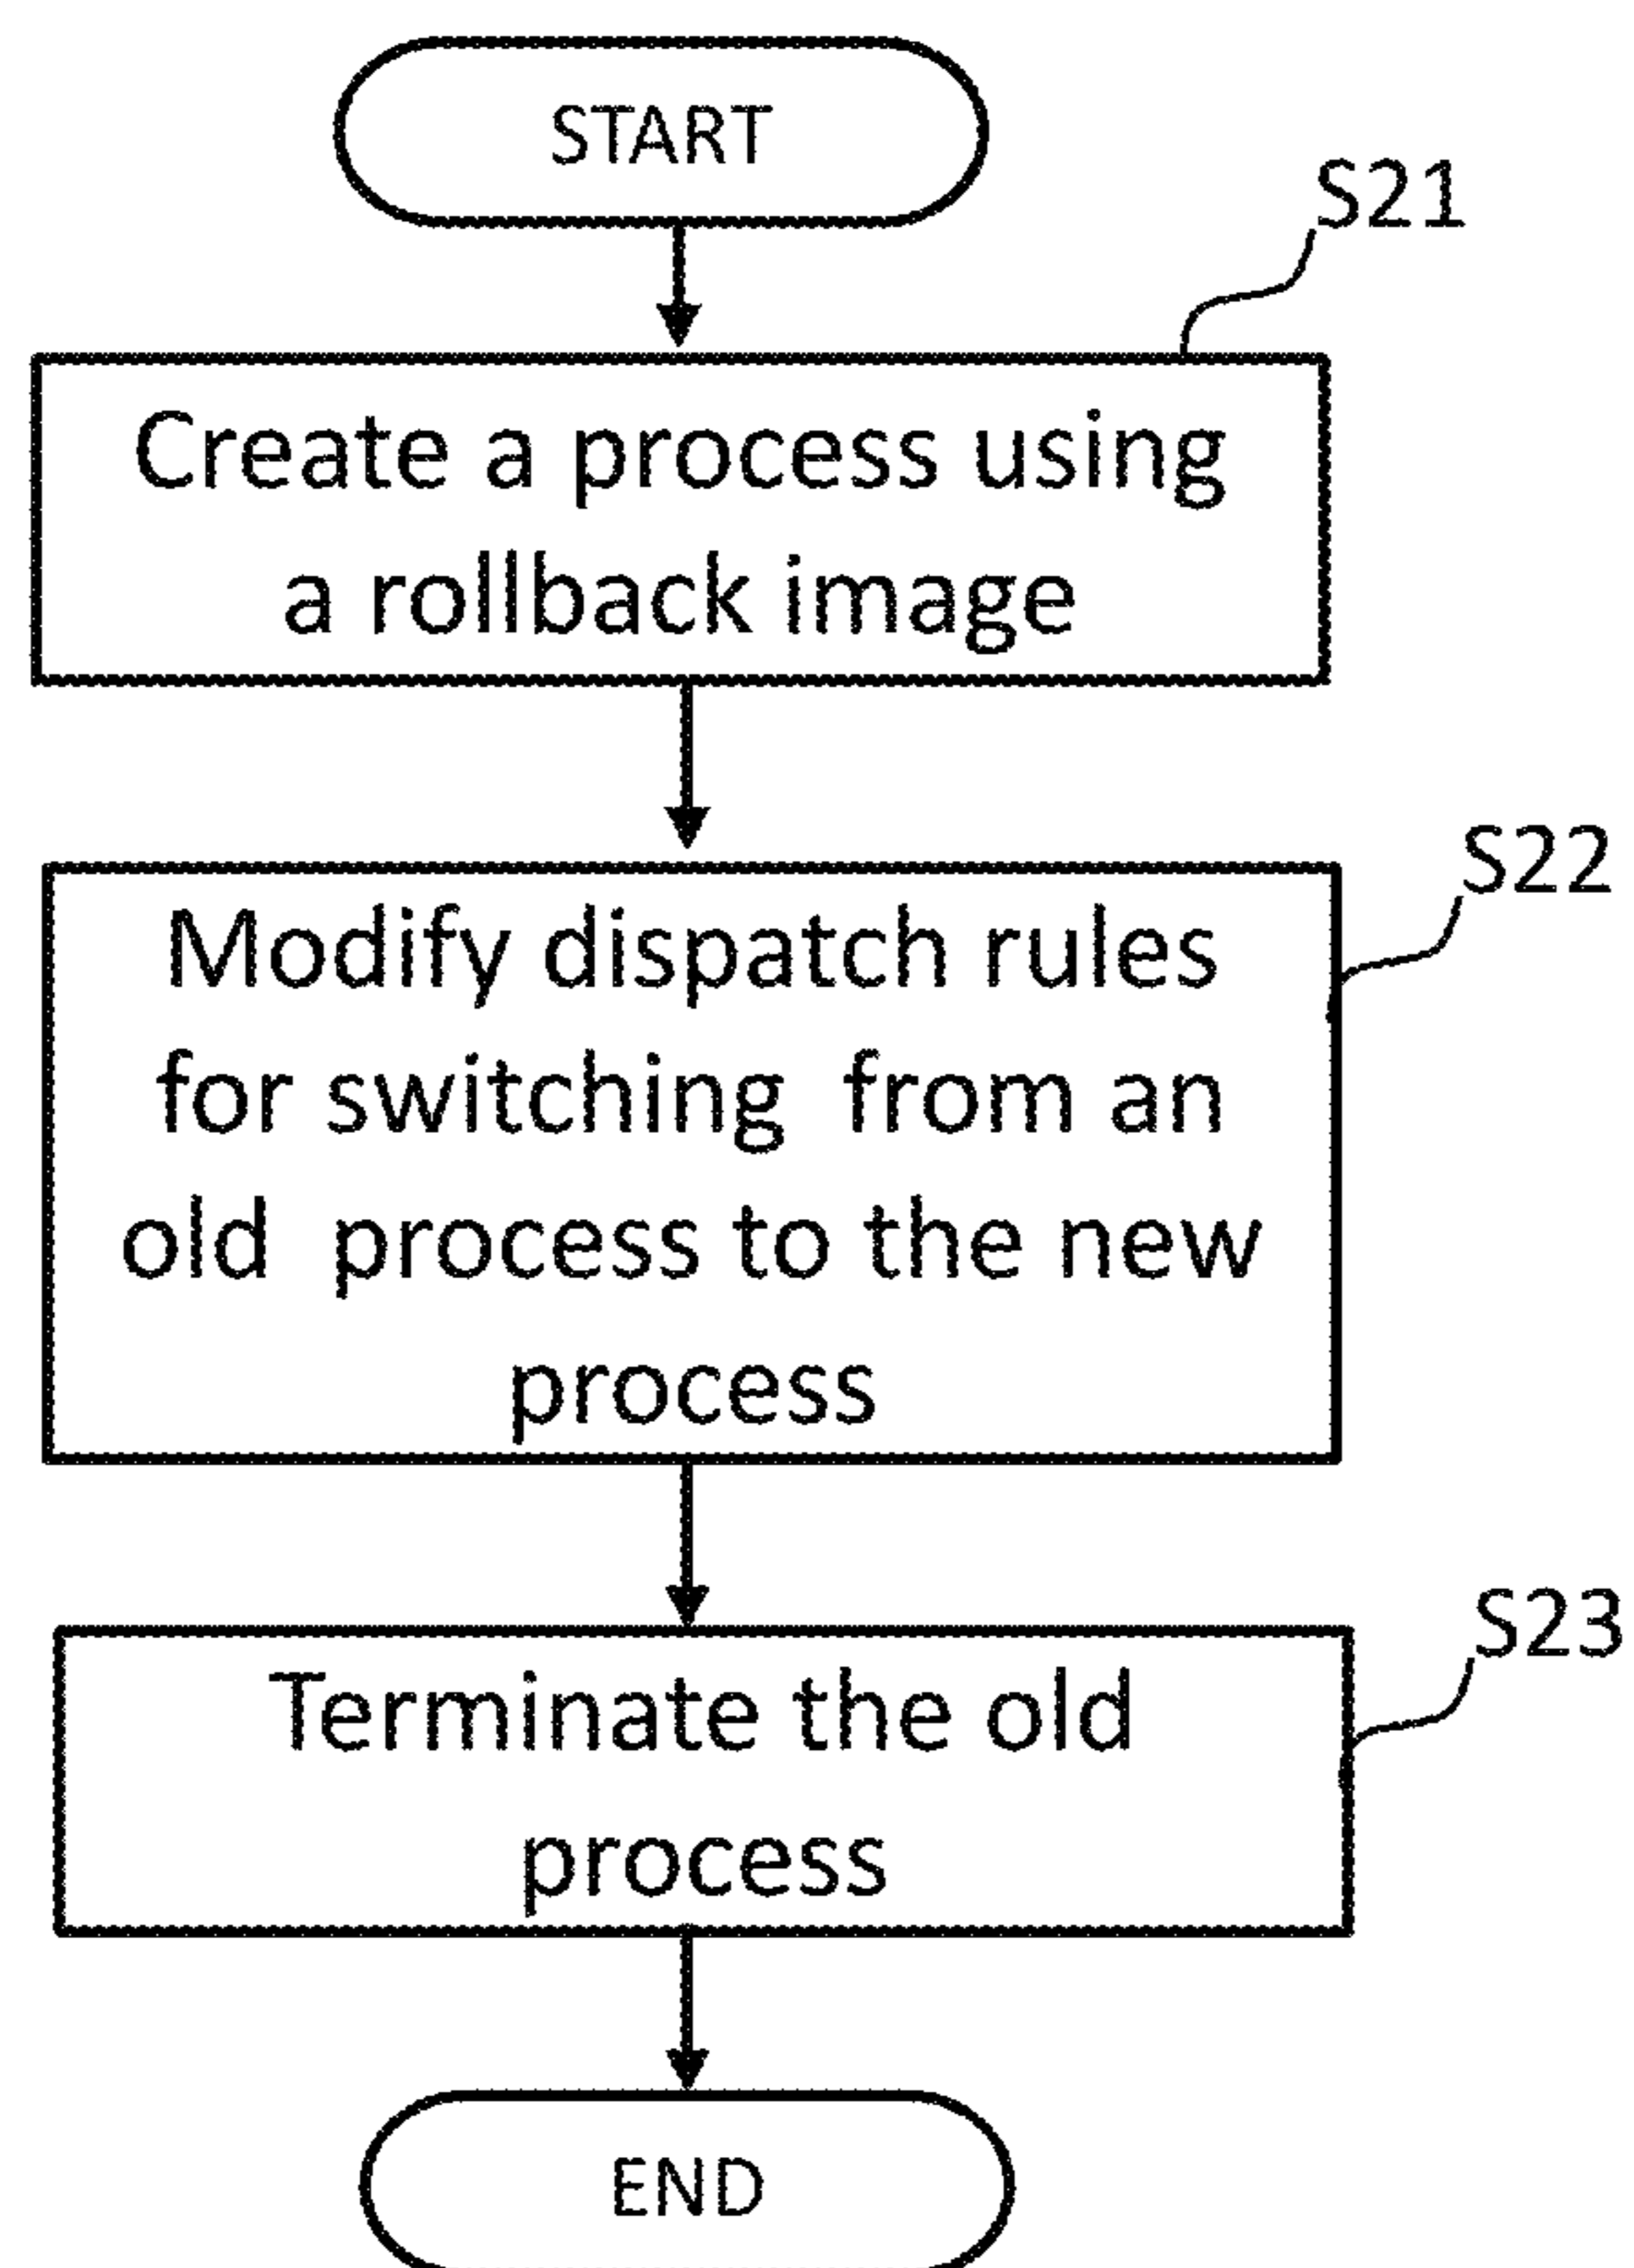 START
S21
Create a process using
a rollback image
S22
Modify dispatch rules
for switching from an
old process to the new
process
S23
Terminate the old
process
END